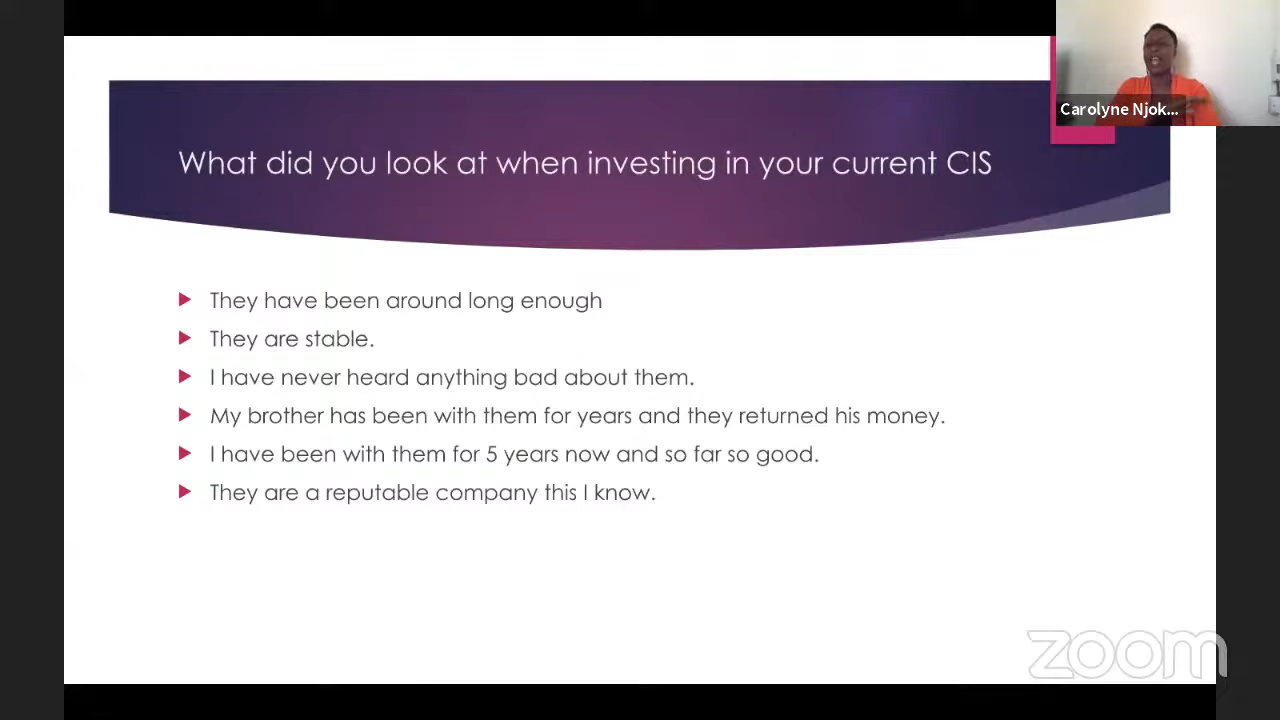 Carolyne Njok...
What did you look at when investing in your current CIS
They have been around long enough
They are stable.
I have never heard anything bad about them.
My brother has been with them for years and they returned his money.
I have been with them for 5 years now and so far so good.
They are a reputable company this I know.
zoom